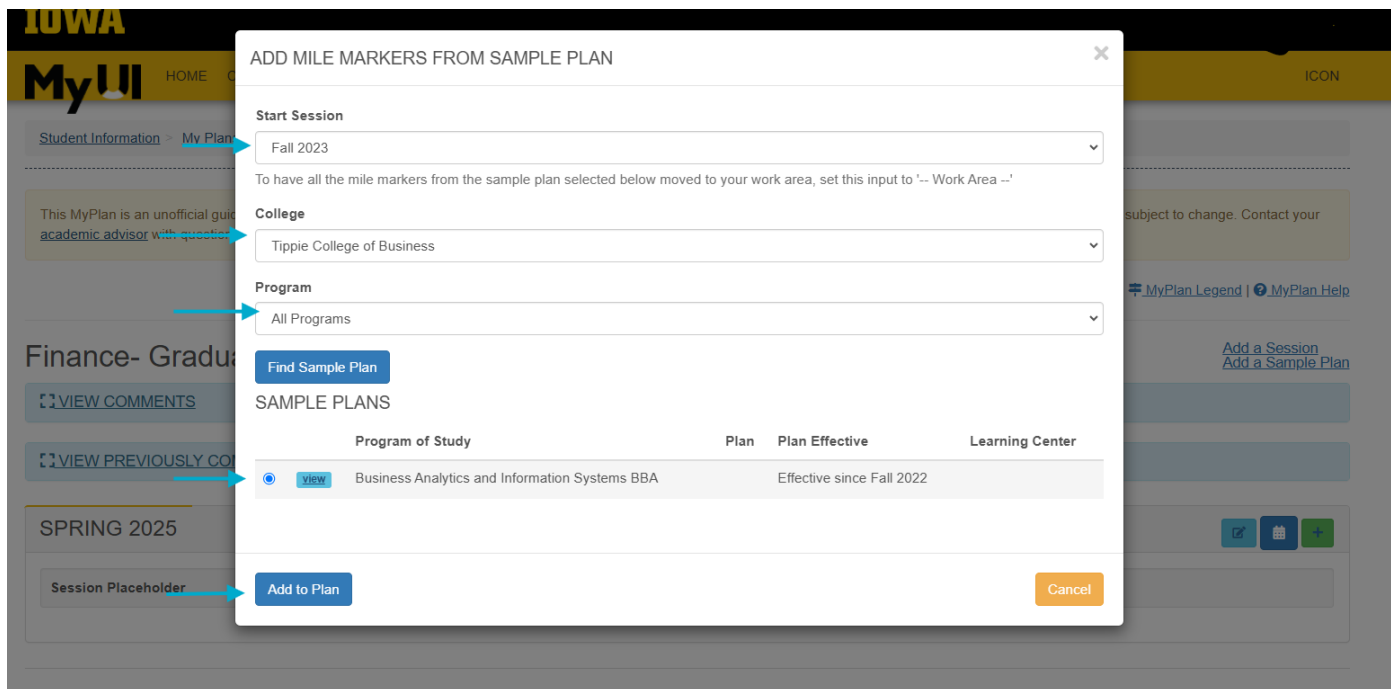 IOWA
ADD MILE MARKERS FROM SAMPLE PLAN
×
MyUI
HOME
ICON
Start Session
Student Information > My Plan
Fall 2023
To have all the mile markers from the sample plan selected below moved to your work area, set this input to '-- Work Area --'
This MyPlan is an unofficial
College
subject to change. Contact your
academic advisor with
Tippie College of Business
Program
MyPlan Legend | MyPlan Help
All Programs
Finance-
Add a Session
Find Sample Plan
Add a Sample Plan
VIEW COMMENTS
SAMPLE PLANS
Program of Study Plan Plan Effective Learning Center
VIEW PREVIOUSLY
view Business Analytics and Information Systems BBA Effective since Fall 2022
SPRING 2025
Session Placeholder
Add to Plan
Cancel